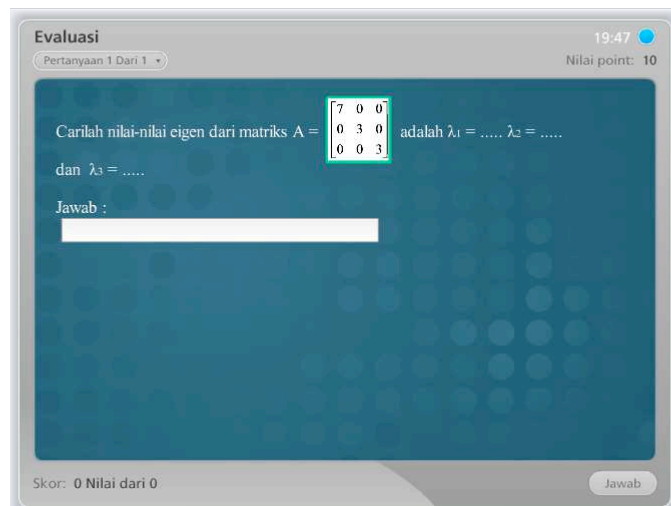 Evaluasi
19:47
Pertanyaan 1 Dari 1
Nilai point: 10
Carilah nilai-nilai eigen dari matriks A = [7 0 0; 0 3 0; 0 0 3] adalah λ1 = ..... λ2 = .....
dan λ3 = .....
Jawab :
Skor: 0 Nilai dari 0
Jawab